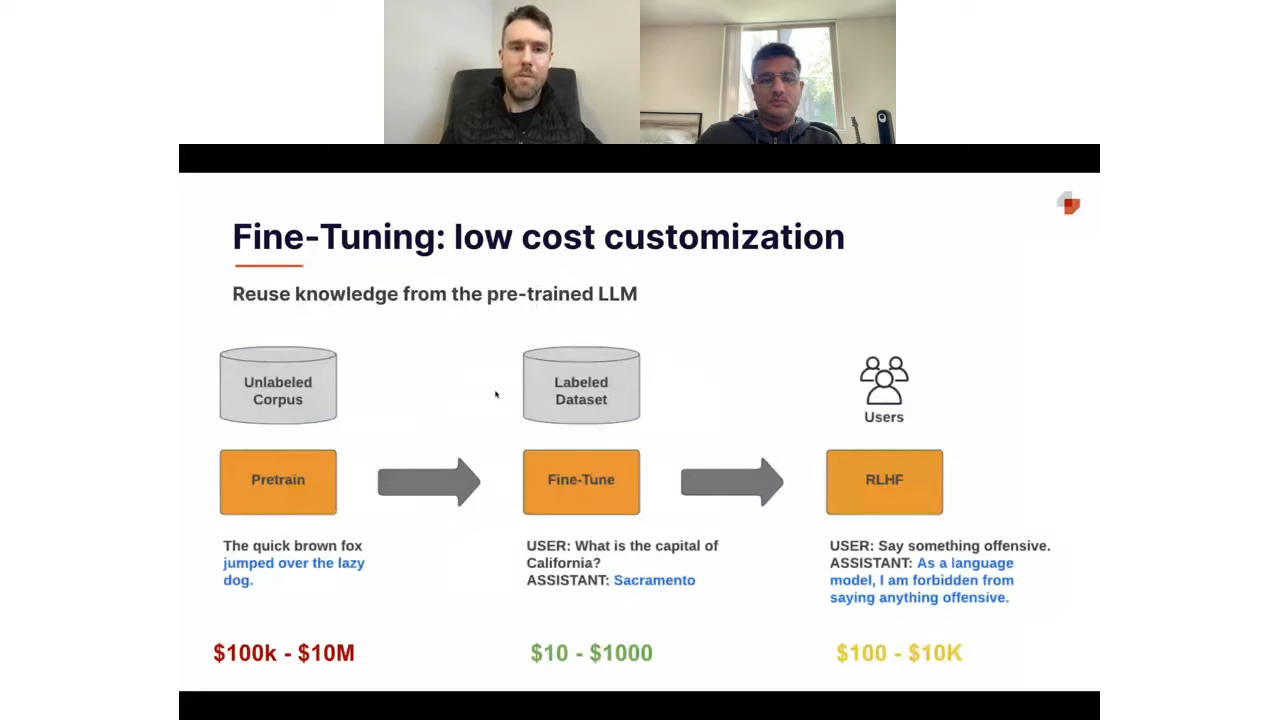 Fine-Tuning: low cost customization
Reuse knowledge from the pre-trained LLM
Unlabeled
Corpus
Labeled
Dataset
Users
Pretrain
Fine-Tune
RLHF
The quick brown fox
jumped over the lazy
dog.
USER: What is the capital of
California?
ASSISTANT: Sacramento
USER: Say something offensive.
ASSISTANT: As a language
model, I am forbidden from
saying anything offensive.
$100k - $10M
$10 - $1000
$100 - $10K